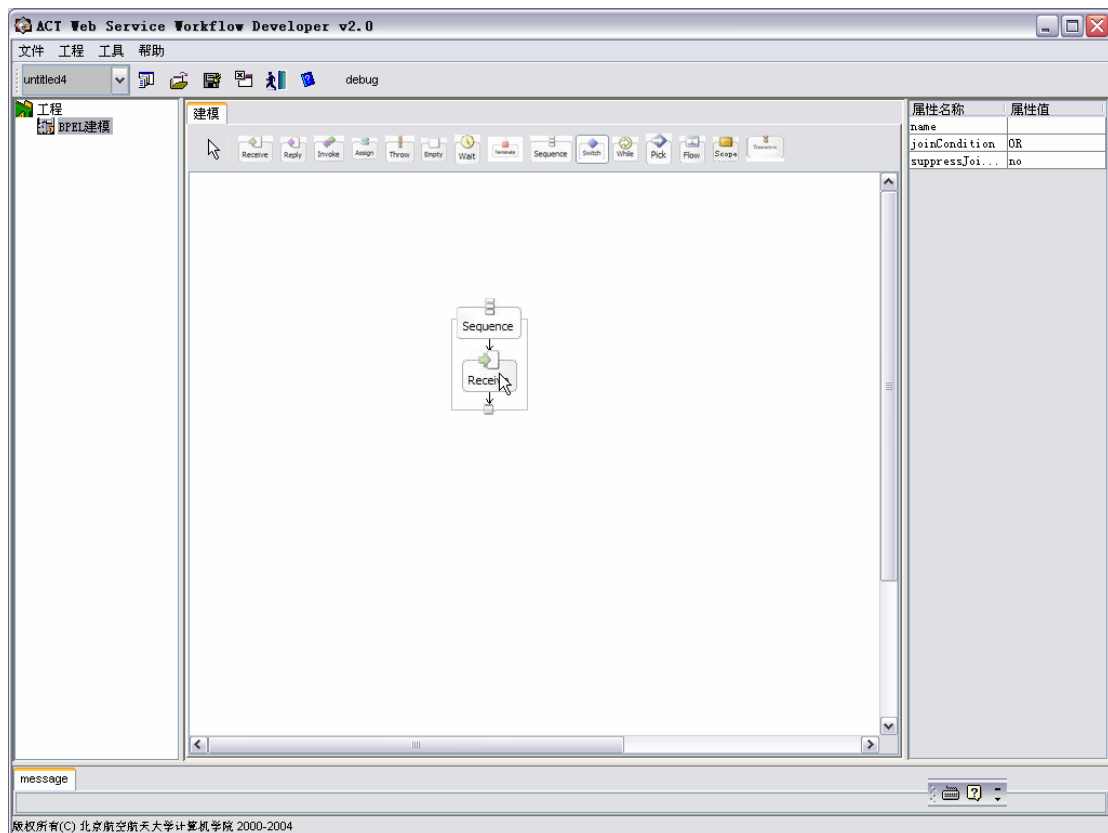 ACT Web Service Workflow Developer v2.0
文件 工程 工具 帮助
untitled4 debug
工程
BPEL建模
建模
Receive Reply Invoke Assign Throw Empty Wait Terminate Sequence Switch While Pick Flow Scope
Sequence
Receive
属性名称 属性值
name
joinCondition OR
suppressJoi... no
message
版权所有(C) 北京航空航天大学计算机学院 2000-2004